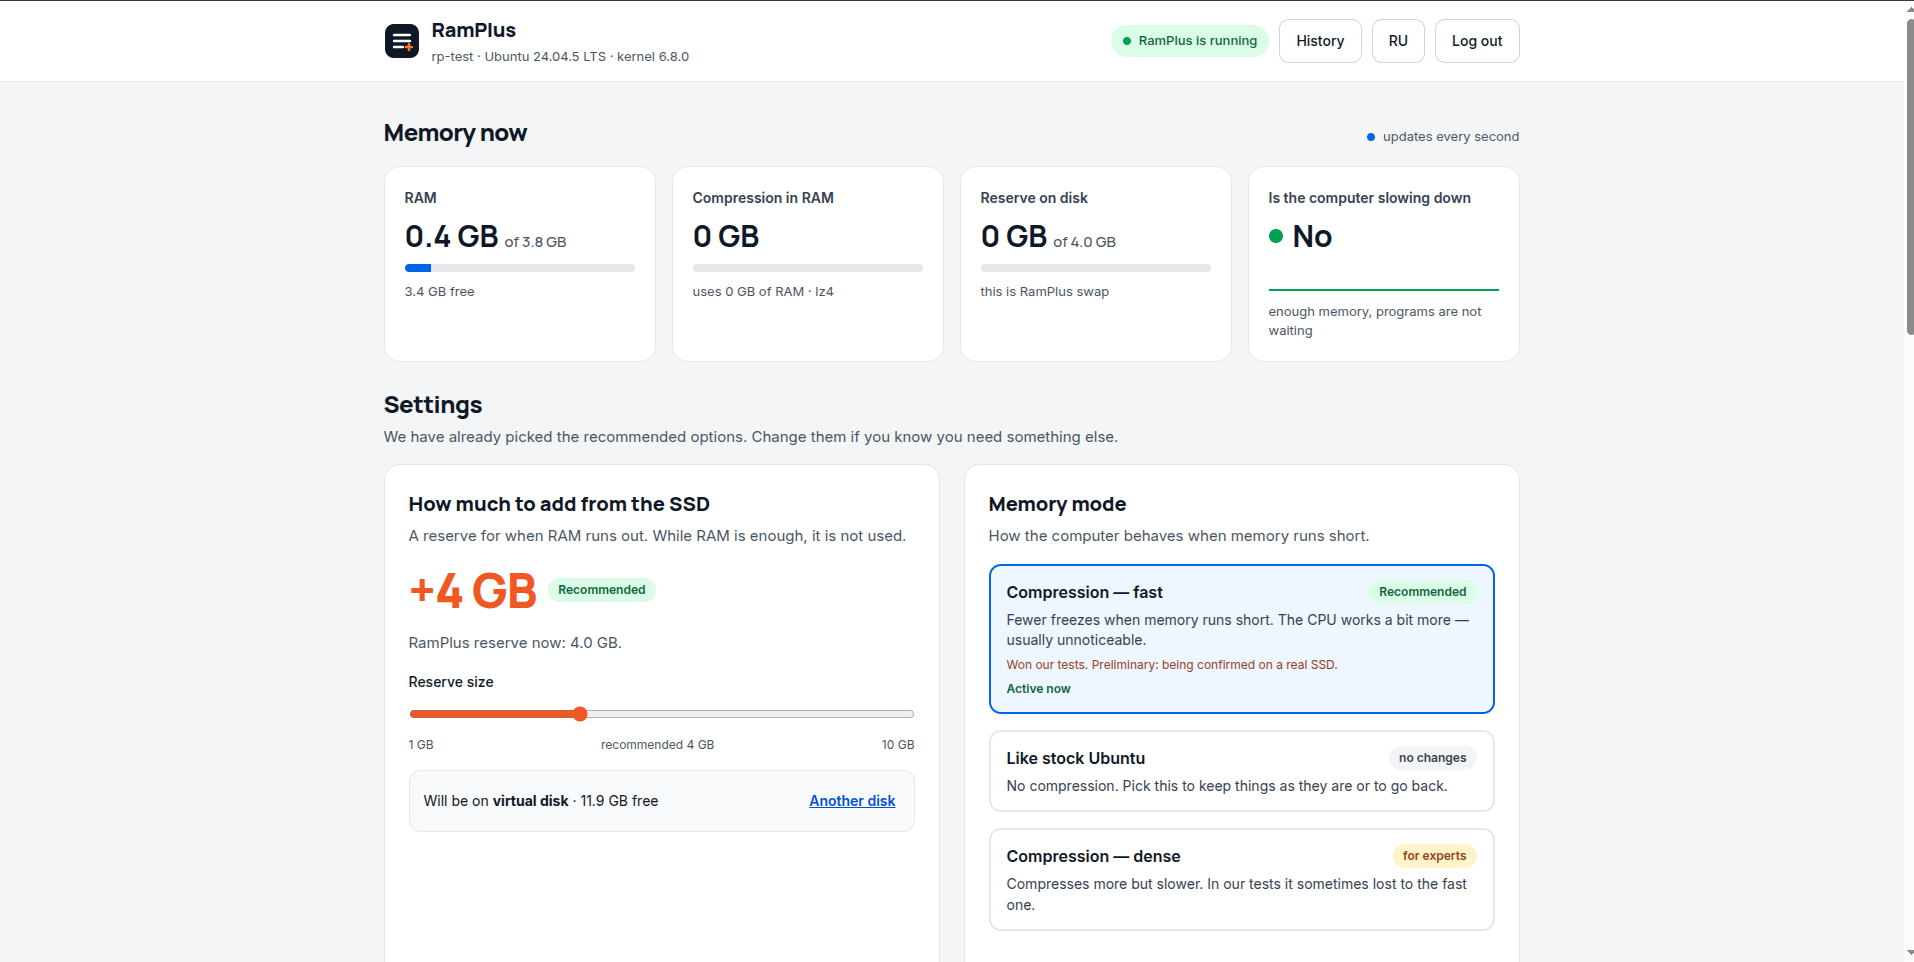 RamPlus
rp-test · Ubuntu 24.04.5 LTS · kernel 6.8.0
RamPlus is running
History
RU
Log out
Memory now
updates every second
RAM
0.4 GB of 3.8 GB
3.4 GB free
Compression in RAM
0 GB
uses 0 GB of RAM · lz4
Reserve on disk
0 GB of 4.0 GB
this is RamPlus swap
Is the computer slowing down
No
enough memory, programs are not
waiting
Settings
We have already picked the recommended options. Change them if you know you need something else.
How much to add from the SSD
A reserve for when RAM runs out. While RAM is enough, it is not used.
+4 GB Recommended
RamPlus reserve now: 4.0 GB.
Reserve size
1 GB recommended 4 GB 10 GB
Will be on virtual disk · 11.9 GB free Another disk
Memory mode
How the computer behaves when memory runs short.
Compression — fast Recommended
Fewer freezes when memory runs short. The CPU works a bit more —
usually unnoticeable.
Won our tests. Preliminary: being confirmed on a real SSD.
Active now
Like stock Ubuntu no changes
No compression. Pick this to keep things as they are or to go back.
Compression — dense for experts
Compresses more but slower. In our tests it sometimes lost to the fast
one.